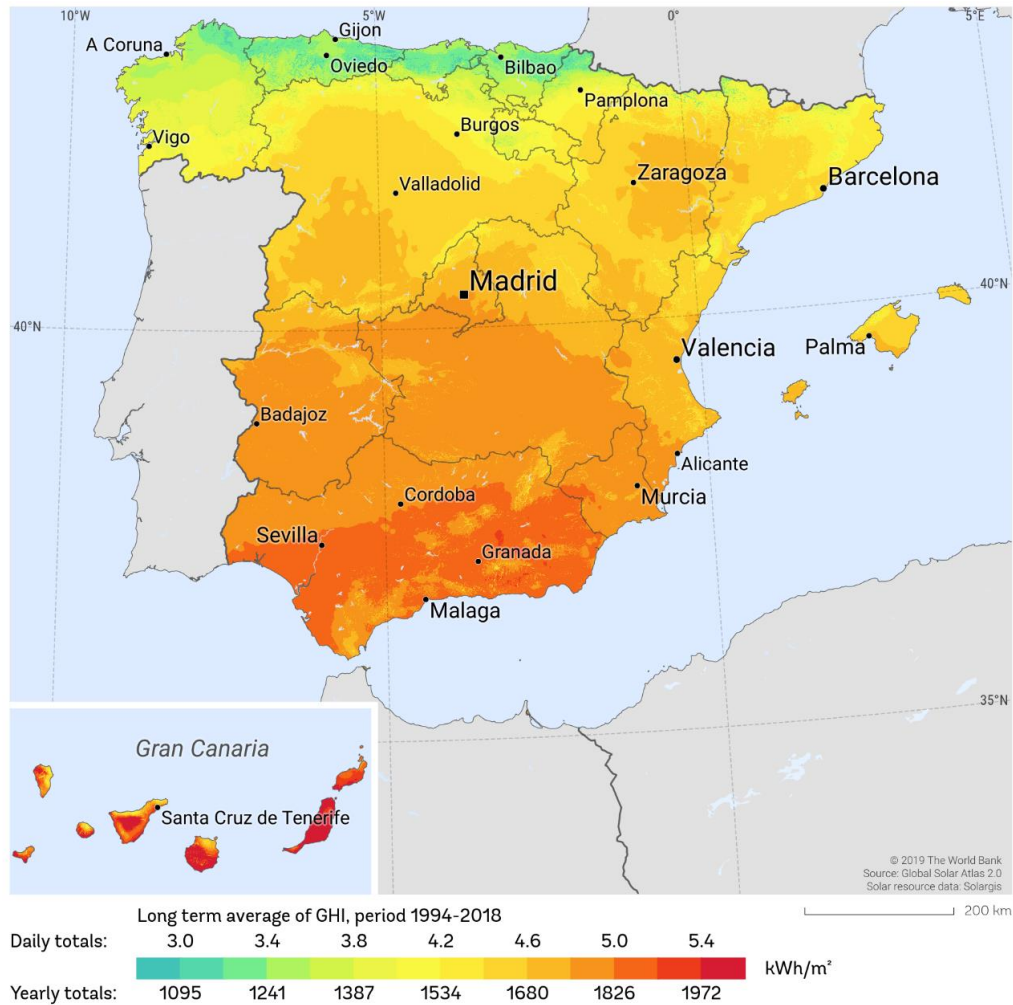 10°W 5°W 0° 5°E
Gijon
A Coruna
Oviedo
Bilbao
Pamplona
Burgos
Vigo
Zaragoza
Barcelona
Valladolid
Madrid
40°N
40°N
Valencia
Palma
Badajoz
Alicante
Cordoba
Murcia
Sevilla
Granada
Malaga
35°N
Gran Canaria
Santa Cruz de Tenerife
© 2019 The World Bank
Source: Global Solar Atlas 2.0
Solar resource data: Solargis
200 km
Long term average of GHI, period 1994-2018
Daily totals: 3.0 3.4 3.8 4.2 4.6 5.0 5.4
kWh/m²
Yearly totals: 1095 1241 1387 1534 1680 1826 1972